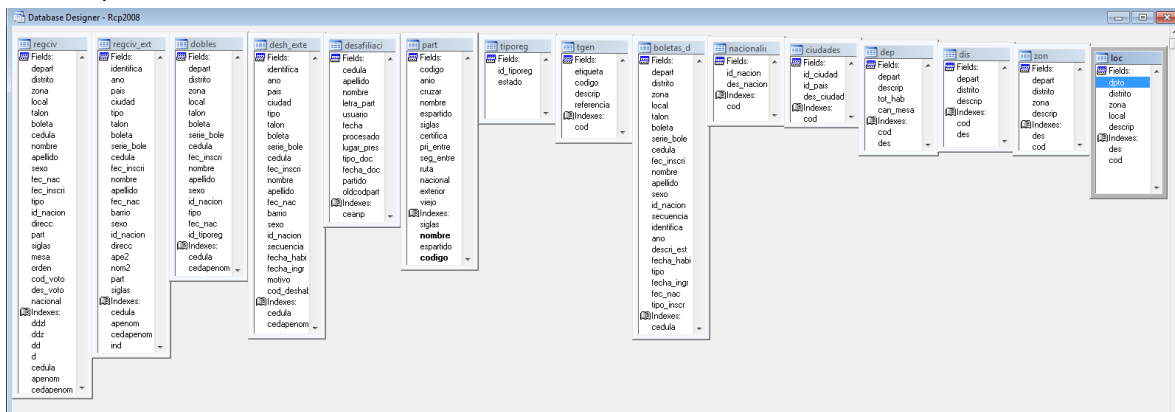 Database Designer - Rcp2008
regciv
Fields:
depart
distrito
zona
local
talon
boleta
cedula
nombre
apellido
sexo
fec_nac
fec_inscri
tipo
id_nacion
direcc
part
siglas
mesa
orden
cod_voto
des_voto
nacional
Indexes:
ddzl
ddz
dd
d
cedula
apenom
cedapenom
regciv_ext
Fields:
identifica
ano
pais
ciudad
tipo
talon
boleta
serie_bole
cedula
fec_inscri
nombre
apellido
fec_nac
barrio
sexo
id_nacion
direcc
ape2
nom2
part
siglas
Indexes:
cedula
apenom
cedapenom
ind
dobles
Fields:
depart
distrito
zona
local
talon
boleta
serie_bole
cedula
fec_inscri
nombre
apellido
sexo
id_nacion
tipo
fec_nac
id_tiporeg
Indexes:
cedula
cedapenom
desh_exte
Fields:
identifica
ano
pais
ciudad
tipo
talon
boleta
serie_bole
cedula
fec_inscri
nombre
apellido
fec_nac
barrio
sexo
id_nacion
secuencia
fecha_habi
fecha_ingr
motivo
cod_deshat
Indexes:
cedula
cedapenom
desafiliaci
Fields:
cedula
apellido
nombre
letra_part
usuario
fecha
procesado
lugar_pres
tipo_doc
fecha_doc
partido
oldcodpart
Indexes:
ceanp
part
Fields:
codigo
anio
cruzar
nombre
espartido
siglas
certifica
pri_entre
seg_entre
ruta
nacional
exterior
viejo
Indexes:
siglas
nombre
espartido
codigo
tiporeg
Fields:
id_tiporeg
estado
tgen
Fields:
etiqueta
codigo
descrip
referencia
Indexes:
cod
boletas_d
Fields:
depart
distrito
zona
local
talon
boleta
serie_bole
cedula
fec_inscri
nombre
apellido
sexo
id_nacion
secuencia
identifica
ano
descri_est
fecha_habi
tipo
fecha_ingr
fec_nac
tipo_inscr
Indexes:
cedula
nacionalic
Fields:
id_nacion
des_nacion
Indexes:
cod
ciudades
Fields:
id_ciudad
id_pais
des_ciudad
Indexes:
cod
dep
Fields:
depart
descrip
tot_hab
can_mesa
Indexes:
cod
des
dis
Fields:
depart
distrito
descrip
Indexes:
cod
des
zon
Fields:
depart
distrito
zona
descrip
Indexes:
des
cod
loc
Fields:
dpto
distrito
zona
local
descrip
Indexes:
des
cod